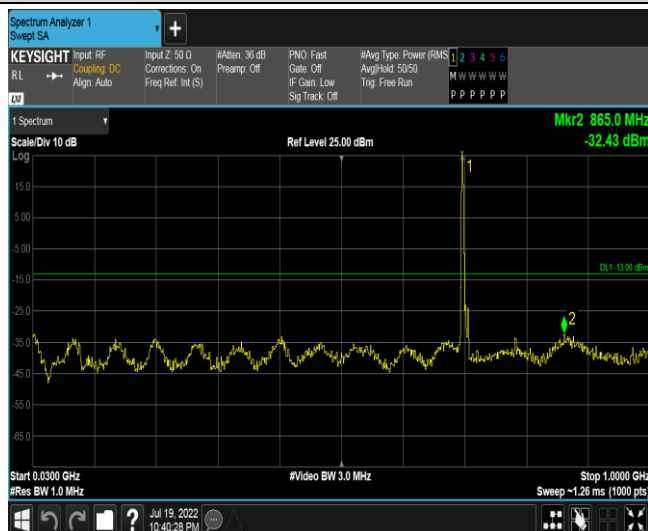 Spectrum Analyzer 1
Swept SA
+
KEYSIGHT
RL
LXI
Input: RF
Coupling: DC
Align: Auto
Input Z: 50 Ω
Corrections: On
Freq Ref: Int (S)
#Atten: 36 dB
Preamp: Off
PNO: Fast
Gate: Off
IF Gain: Low
Sig Track: Off
#Avg Type: Power (RMS
Avg|Hold: 50/50
Trig: Free Run
1 2 3 4 5 6
M W W W W W
P P P P P P
1 Spectrum
Scale/Div 10 dB
Ref Level 25.00 dBm
Mkr2 865.0 MHz
-32.43 dBm
Log
1
15.0
5.00
-5.00
DL1 -13.00 dBm
-15.0
-25.0
2
-35.0
-45.0
-55.0
-65.0
Start 0.0300 GHz
#Video BW 3.0 MHz
Stop 1.0000 GHz
#Res BW 1.0 MHz
Sweep ~1.26 ms (1000 pts)
?
Jul 19, 2022
10:40:28 PM